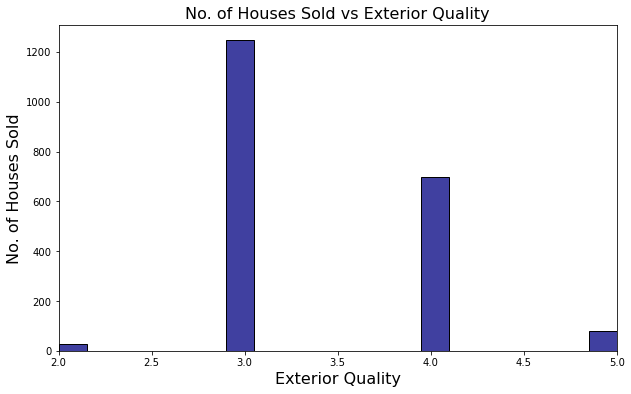 No. of Houses Sold vs Exterior Quality
1200
1000
800
600
400
200
0
No. of Houses Sold
2.0 2.5 3.0 3.5 4.0 4.5 5.0
Exterior Quality